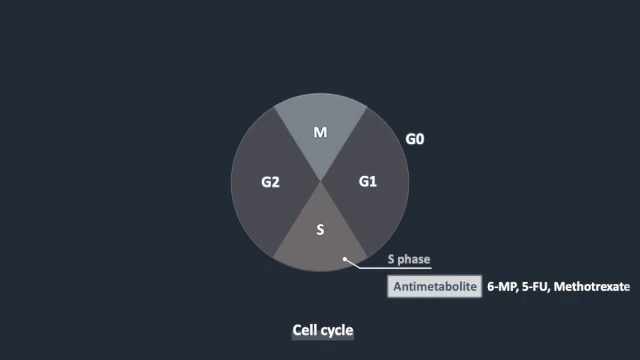 M
G0
G2
G1
S
S phase
Antimetabolite 6-MP, 5-FU, Methotrexate
Cell cycle